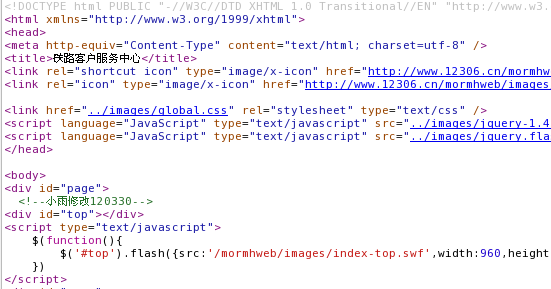 <!DOCTYPE html PUBLIC "-//W3C//DTD XHTML 1.0 Transitional//EN" "http://www.w3.
<html xmlns="http://www.w3.org/1999/xhtml">
<head>
<meta http-equiv="Content-Type" content="text/html; charset=utf-8" />
<title>铁路客户服务中心</title>
<link rel="shortcut icon" type="image/x-icon" href="http://www.12306.cn/mormhw
<link rel="icon" type="image/x-icon" href="http://www.12306.cn/mormhweb/images
<link href="../images/global.css" rel="stylesheet" type="text/css" />
<script language="JavaScript" type="text/javascript" src="../images/jquery-1.4
<script language="JavaScript" type="text/javascript" src="../images/jquery.fla
</head>
<body>
<div id="page">
<!--小雨修改120330-->
<div id="top"></div>
<script type="text/javascript">
$(function(){
$('#top').flash({src:'/mormhweb/images/index-top.swf',width:960,height
})
</script>